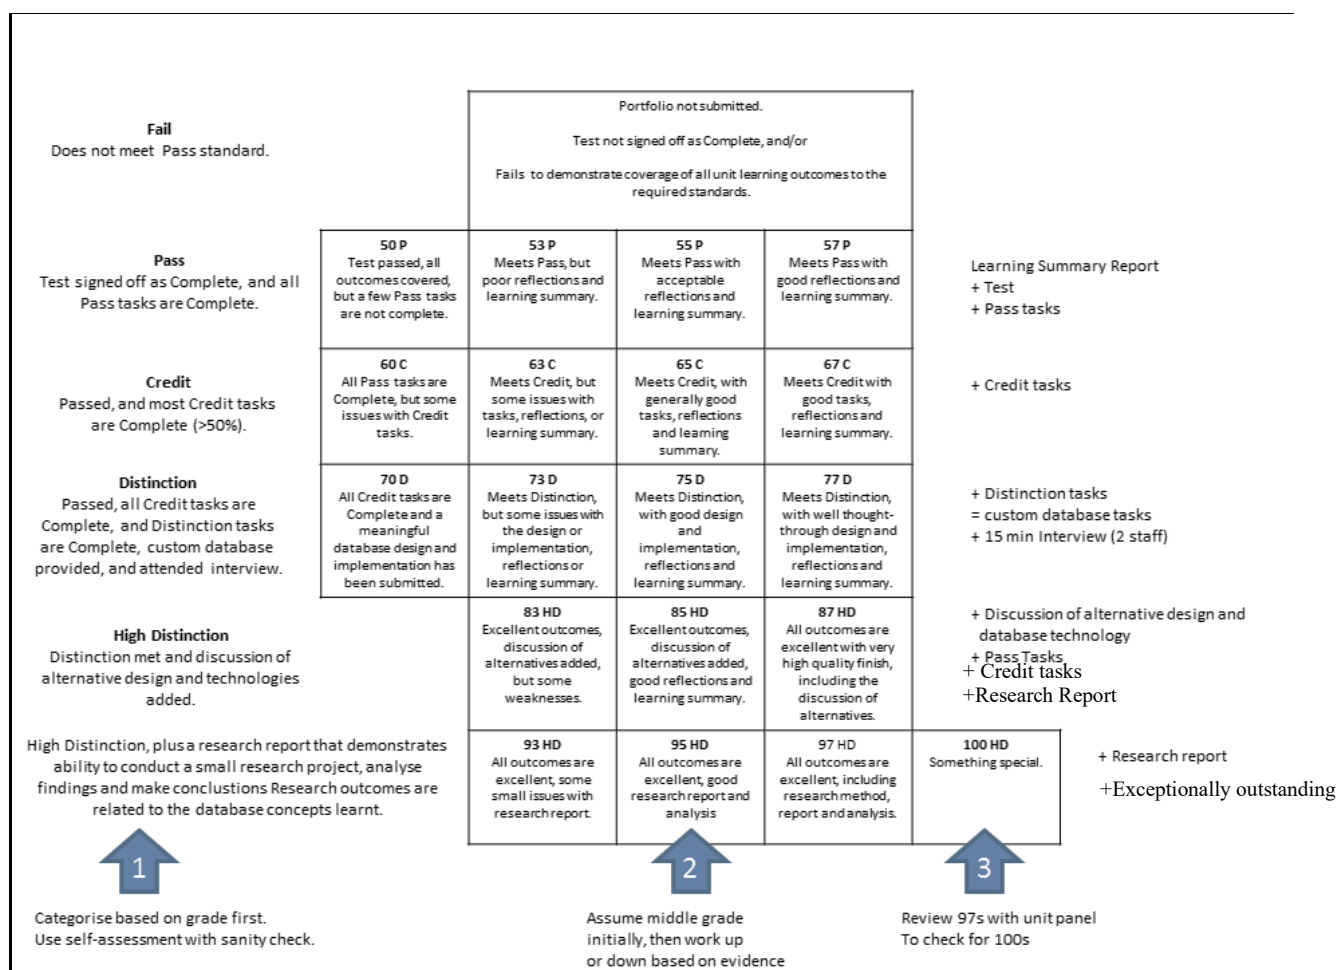 Fail
Does not meet Pass standard.
Portfolio not submitted.
Test not signed off as Complete, and/or
Fails to demonstrate coverage of all unit learning outcomes to the
required standards.
Pass
Test signed off as Complete, and all
Pass tasks are Complete.
50 P
Test passed, all
outcomes covered,
but a few Pass tasks
are not complete.
53 P
Meets Pass, but
poor reflections and
learning summary.
55 P
Meets Pass with
acceptable
reflections and
learning summary.
57 P
Meets Pass with
good reflections and
learning summary.
Learning Summary Report
+ Test
+ Pass tasks
Credit
Passed, and most Credit tasks
are Complete (>50%).
60 C
All Pass tasks are
Complete, but some
issues with Credit
tasks.
63 C
Meets Credit, but
some issues with
tasks, reflections, or
learning summary.
65 C
Meets Credit, with
generally good
tasks, reflections
and learning
summary.
67 C
Meets Credit with
good tasks,
reflections and
learning summary.
+ Credit tasks
Distinction
Passed, all Credit tasks are
Complete, and Distinction tasks
are Complete, custom database
provided, and attended interview.
70 D
All Credit tasks are
Complete and a
meaningful
database design and
implementation has
been submitted.
73 D
Meets Distinction,
but some issues with
the design or
implementation,
reflections or
learning summary.
75 D
Meets Distinction,
with good design
and
implementation,
reflections and
learning summary.
77 D
Meets Distinction,
with well thought-
through design and
implementation,
reflections and
learning summary.
+ Distinction tasks
= custom database tasks
+ 15 min Interview (2 staff)
High Distinction
Distinction met and discussion of
alternative design and technologies
added.
83 HD
Excellent outcomes,
discussion of
alternatives added,
but some
weaknesses.
85 HD
Excellent outcomes,
discussion of
alternatives added,
good reflections and
learning summary.
87 HD
All outcomes are
excellent with very
high quality finish,
including the
discussion of
alternatives.
+ Discussion of alternative design and
database technology
+ Pass Tasks
+ Credit tasks
+Research Report
High Distinction, plus a research report that demonstrates
ability to conduct a small research project, analyse
findings and make conclustions Research outcomes are
related to the database concepts learnt.
93 HD
All outcomes are
excellent, some
small issues with
research report.
95 HD
All outcomes are
excellent, good
research report and
analysis
97 HD
All outcomes are
excellent, including
research method,
report and analysis.
100 HD
Something special.
+ Research report
+Exceptionally outstanding
1
2
3
Categorise based on grade first.
Use self-assessment with sanity check.
Assume middle grade
initially, then work up
or down based on evidence
Review 97s with unit panel
To check for 100s